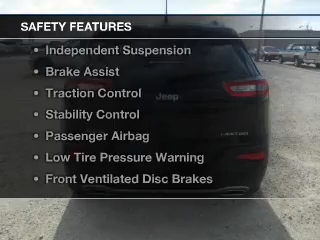 SAFETY FEATURES
• Independent Suspension
• Brake Assist
• Traction Control
• Stability Control
• Passenger Airbag
• Low Tire Pressure Warning
• Front Ventilated Disc Brakes
Jeep